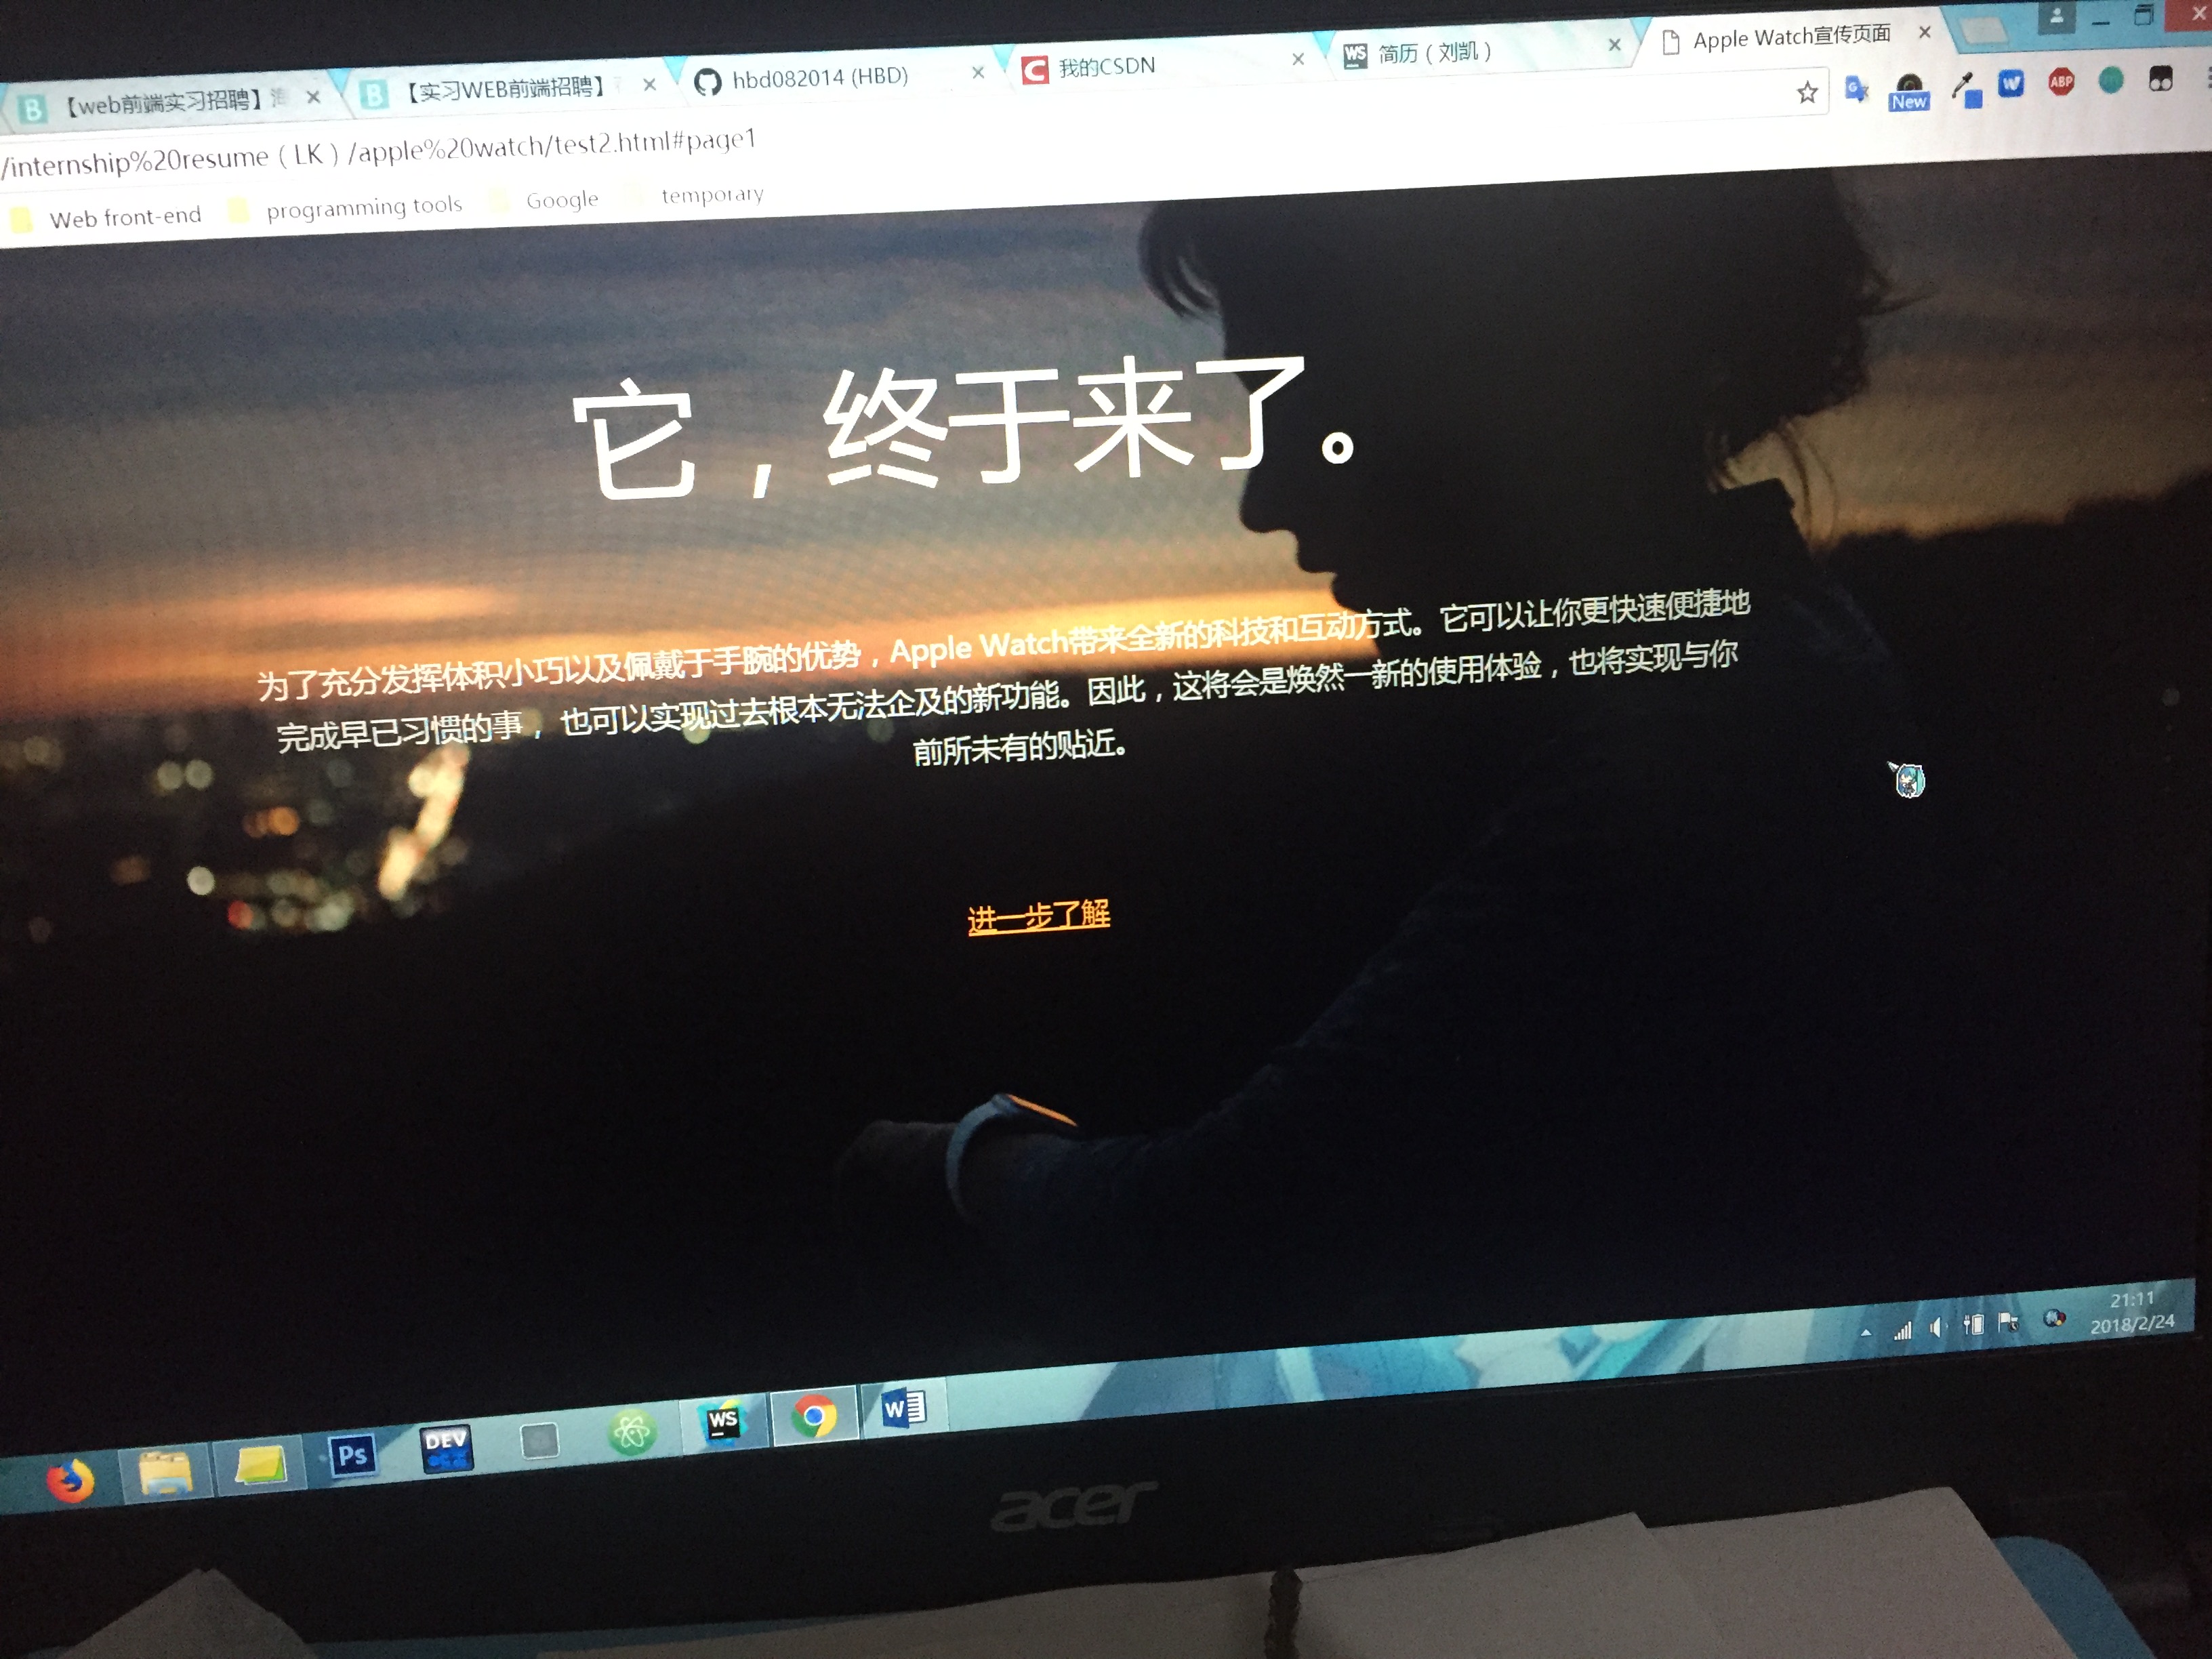 【web前端实习招聘】
【实习WEB前端招聘】
hbd082014 (HBD)
我的CSDN
WS 简历（刘凯）
Apple Watch宣传页面
/internship%20resume（LK）/apple%20watch/test2.html#page1
New
W
ABP
Web front-end
programming tools
Google
temporary
它，终于来了。
为了充分发挥体积小巧以及佩戴于手腕的优势，Apple Watch带来全新的科技和互动方式。它可以让你更快速便捷地
完成早已习惯的事， 也可以实现过去根本无法企及的新功能。因此，这将会是焕然一新的使用体验，也将实现与你
前所未有的贴近。
进一步了解
21:11
2018/2/24
Ps
DEV
WS
W
acer